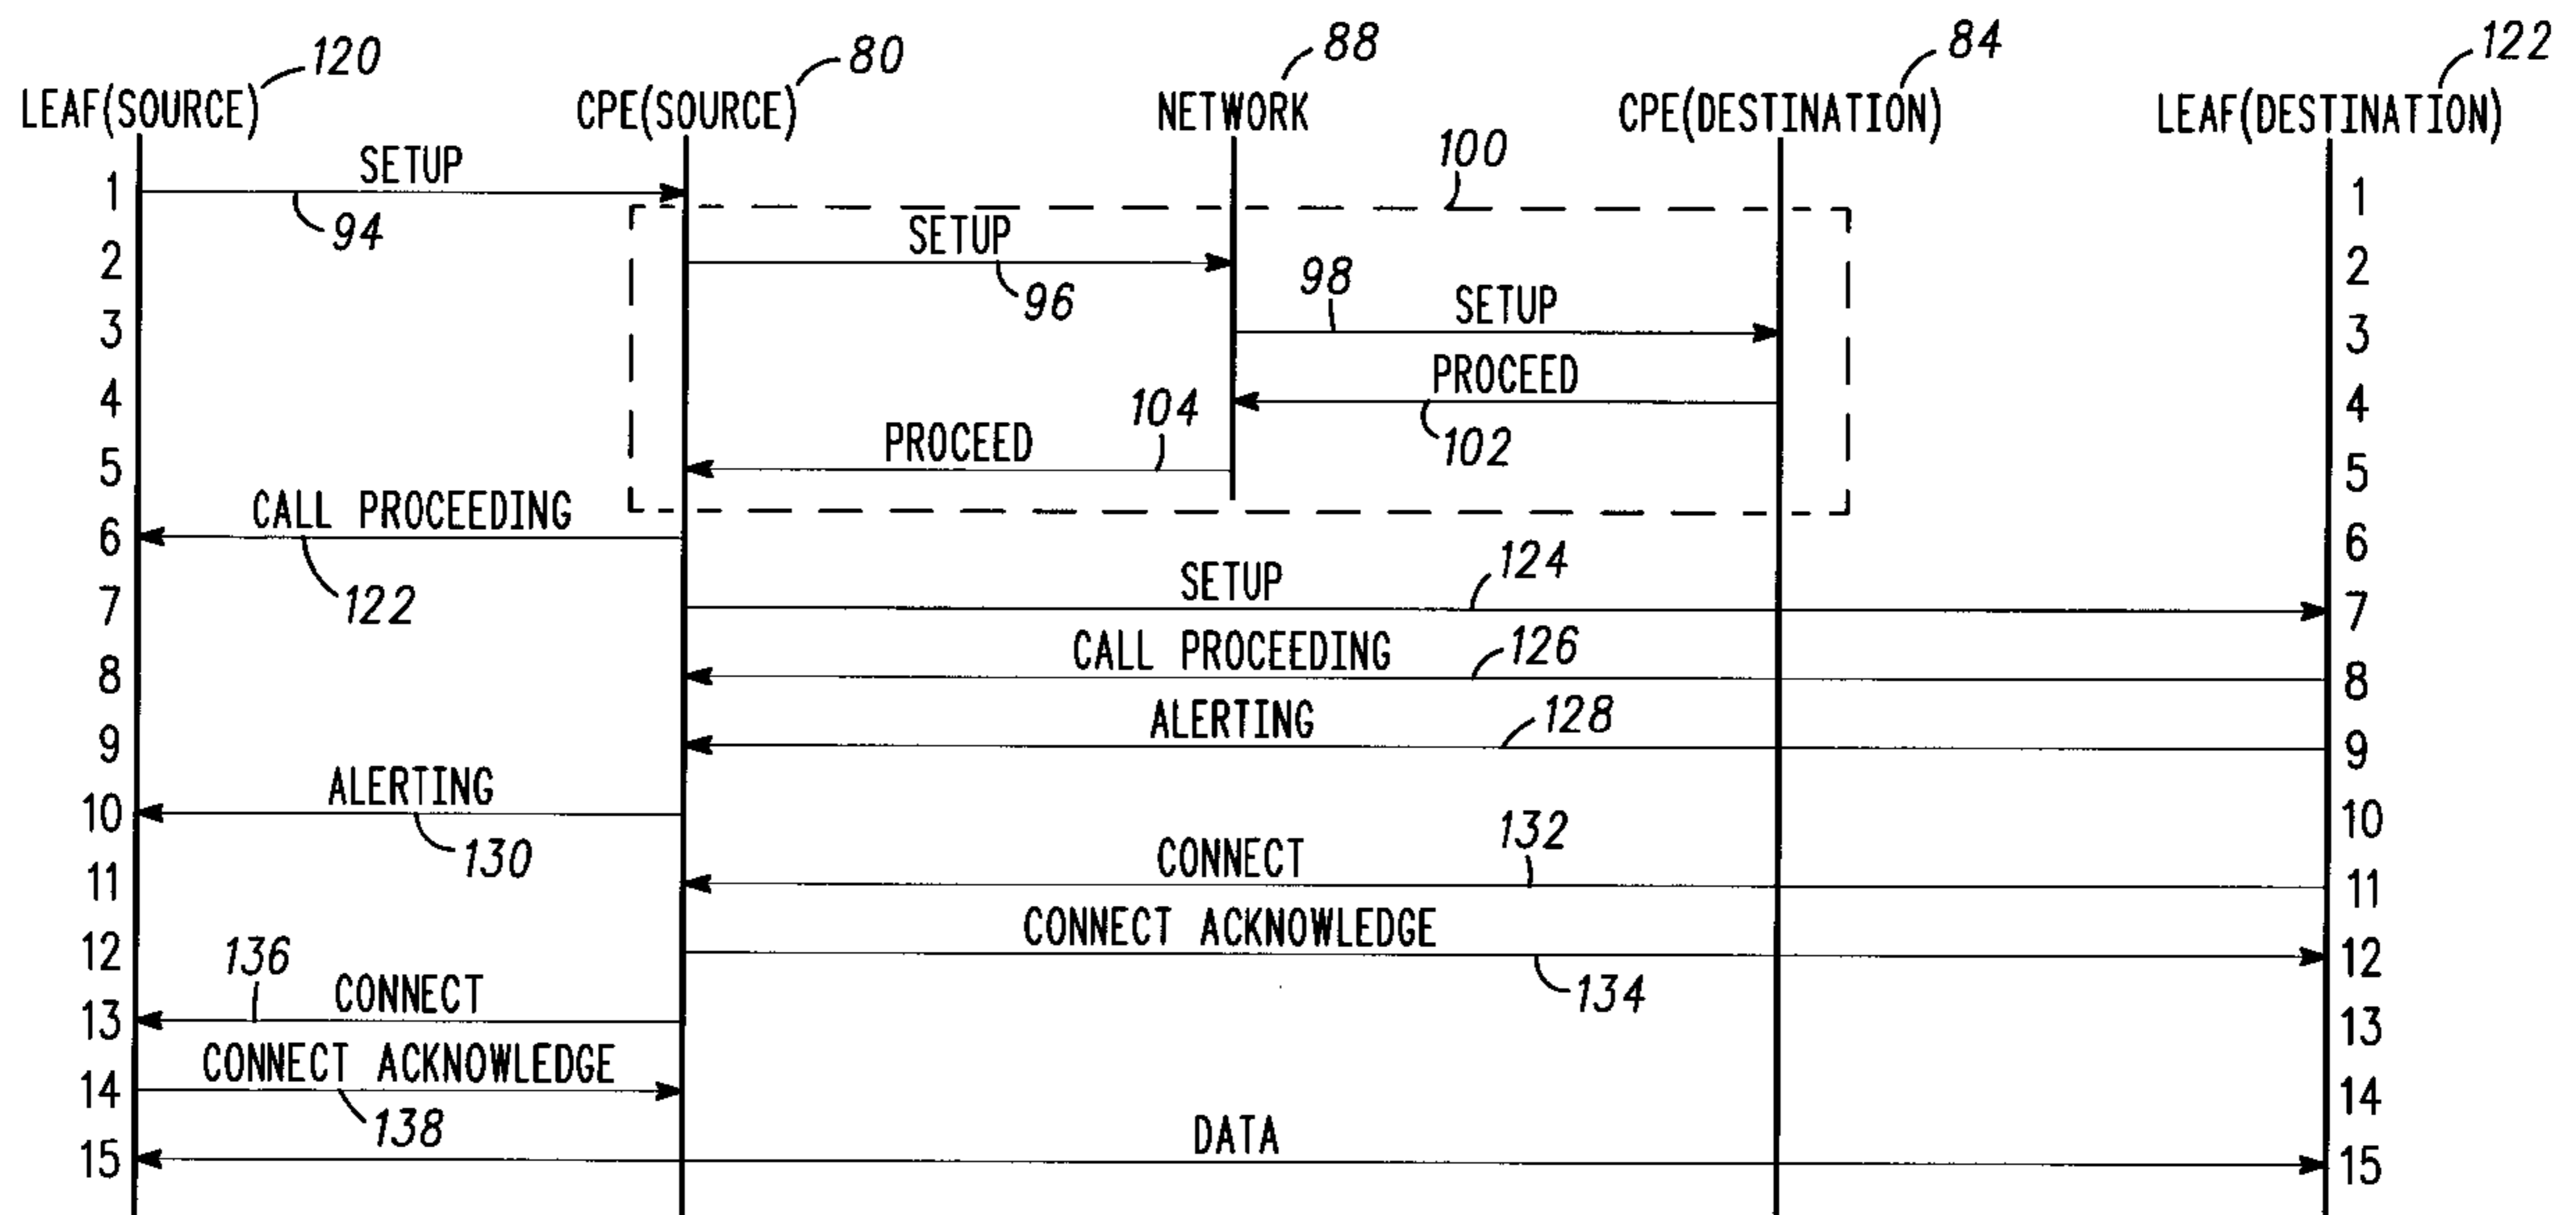 120
80
88
84
122
LEAF(SOURCE)
CPE(SOURCE)
NETWORK
CPE(DESTINATION)
LEAF(DESTINATION)
100
1 SETUP 1
94
2 SETUP 2
96
98
3 SETUP 3
4 PROCEED 4
104
102
5 PROCEED 5
6 CALL PROCEEDING 6
122
124
7 SETUP 7
126
8 CALL PROCEEDING 8
128
9 ALERTING 9
10 ALERTING 10
130
132
11 CONNECT 11
12 CONNECT ACKNOWLEDGE 12
136
134
13 CONNECT 13
14 CONNECT ACKNOWLEDGE 14
138
15 DATA 15